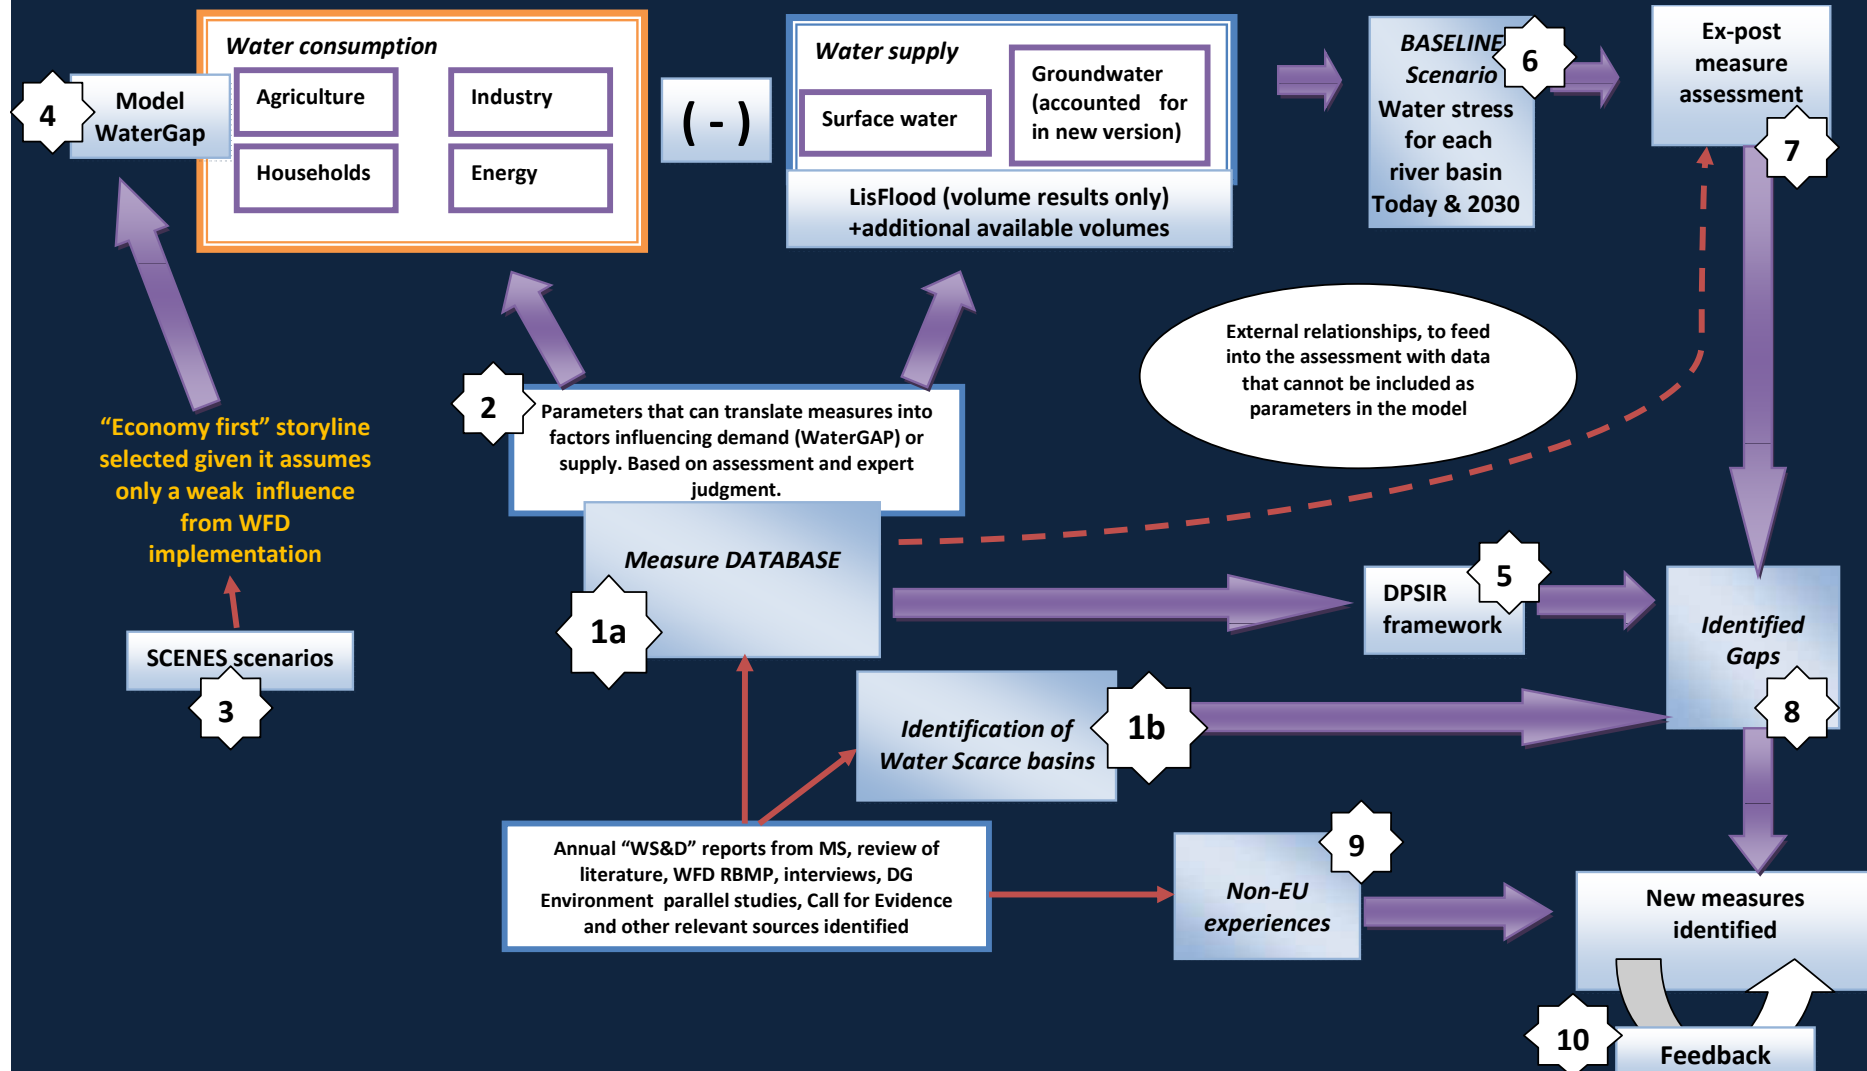 Water consumption
4
Model
WaterGap
Agriculture
Industry
Households
Energy
( - )
Water supply
Surface water
Groundwater
(accounted for
in new version)
LisFlood (volume results only)
+additional available volumes
BASELINE
Scenario
Water stress
for each
river basin
Today & 2030
6
Ex-post
measure
assessment
7
External relationships, to feed
into the assessment with data
that cannot be included as
parameters in the model
2
Parameters that can translate measures into
factors influencing demand (WaterGAP) or
supply. Based on assessment and expert
judgment.
“Economy first” storyline
selected given it assumes
only a weak influence
from WFD
implementation
Measure DATABASE
1a
DPSIR
framework
5
Identified
Gaps
8
SCENES scenarios
3
Identification of
Water Scarce basins
1b
Annual “WS&D” reports from MS, review of
literature, WFD RBMP, interviews, DG
Environment parallel studies, Call for Evidence
and other relevant sources identified
9
Non-EU
experiences
New measures
identified
10
Feedback